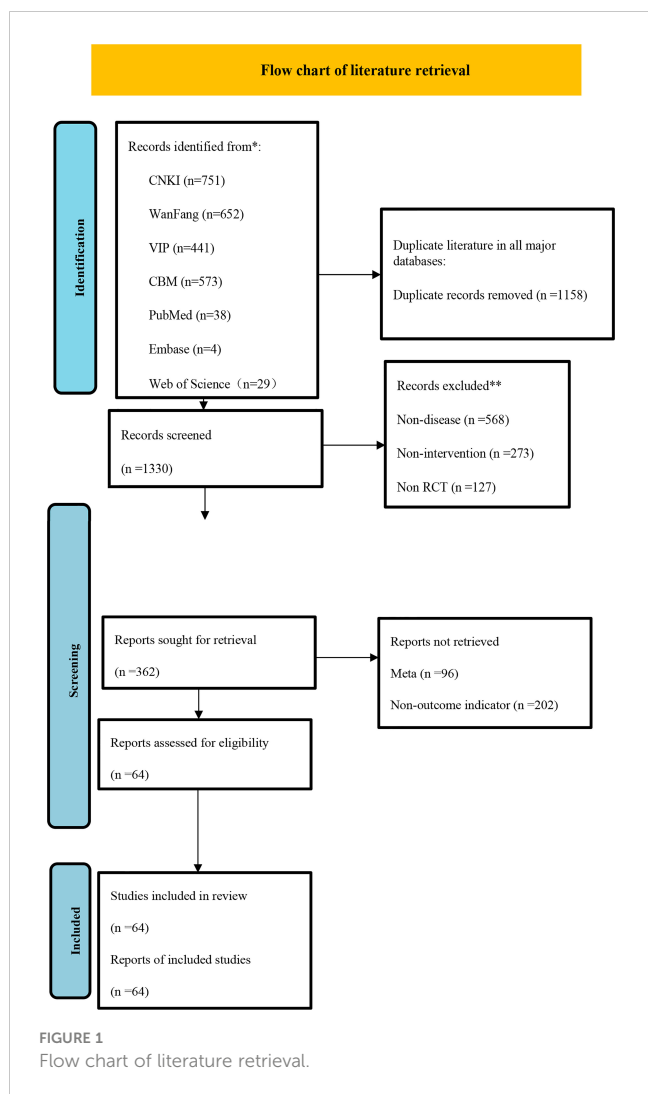 Flow chart of literature retrieval
Identification
Records identified from*:
CNKI (n=751)
WanFang (n=652)
VIP (n=441)
CBM (n=573)
PubMed (n=38)
Embase (n=4)
Web of Science（n=29）
Duplicate literature in all major
databases:
Duplicate records removed (n =1158)
Records screened
(n =1330)
Records excluded**
Non-disease (n =568)
Non-intervention (n =273)
Non RCT (n =127)
Screening
Reports sought for retrieval
(n =362)
Reports not retrieved
Meta (n =96)
Non-outcome indicator (n =202)
Reports assessed for eligibility
(n =64)
Included
Studies included in review
(n =64)
Reports of included studies
(n =64)
FIGURE 1
Flow chart of literature retrieval.